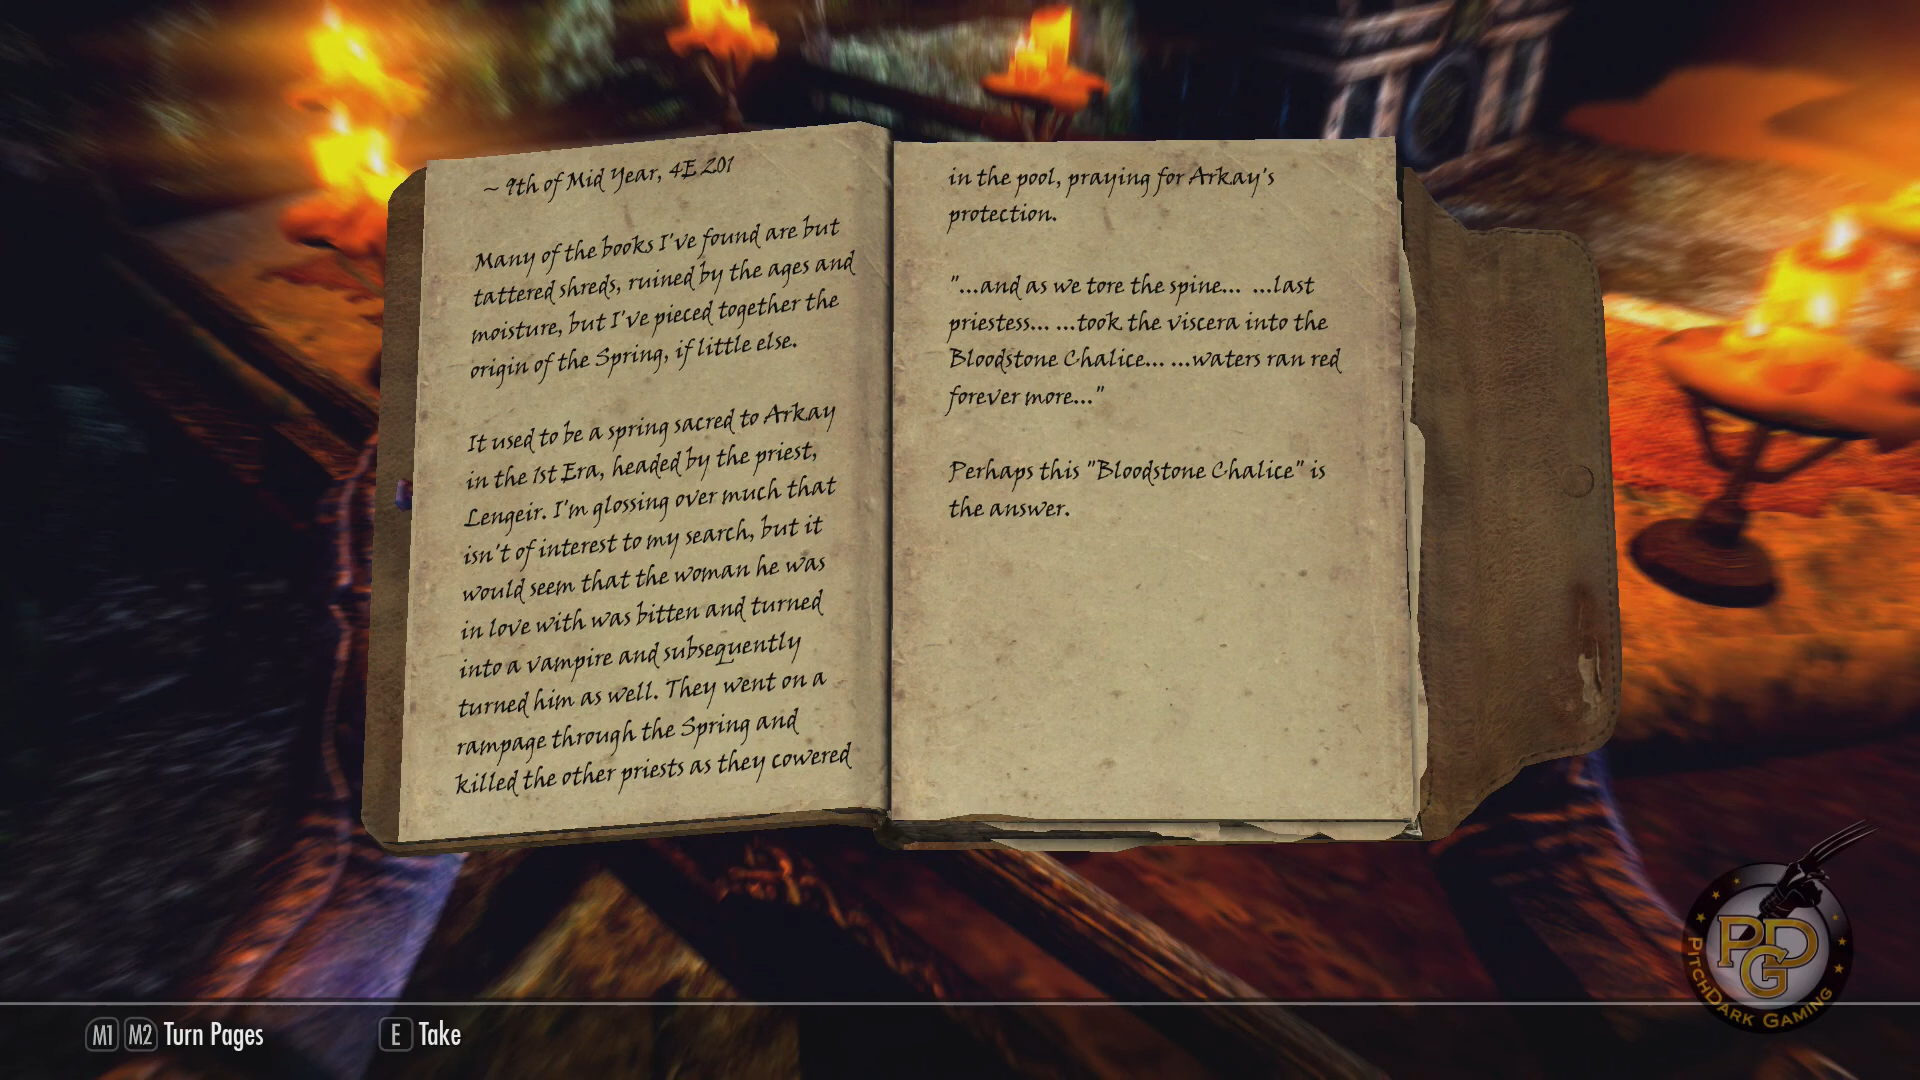 ~ 9th of Mid Year, 4E 201
Many of the books I've found are but
tattered shreds, ruined by the ages and
moisture, but I've pieced together the
origin of the Spring, if little else.
It used to be a spring sacred to Arkay
in the 1st Era, headed by the priest,
Lengeir. I'm glossing over much that
isn't of interest to my search, but it
would seem that the woman he was
in love with was bitten and turned
into a vampire and subsequently
turned him as well. They went on a
rampage through the Spring and
killed the other priests as they cowered
in the pool, praying for Arkay's
protection.
"...and as we tore the spine... ...last
priestess... ...took the viscera into the
Bloodstone Chalice... ...waters ran red
forever more..."
Perhaps this "Bloodstone Chalice" is
the answer.
M1 M2 Turn Pages
E Take
PDG
PITCHDARK GAMING